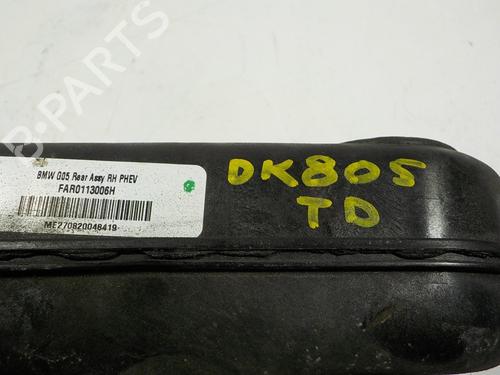 BMW G05 Rear Assy RH PHEV
FAR0113006H
ME270820048419
DK805
TD
B-PARTS